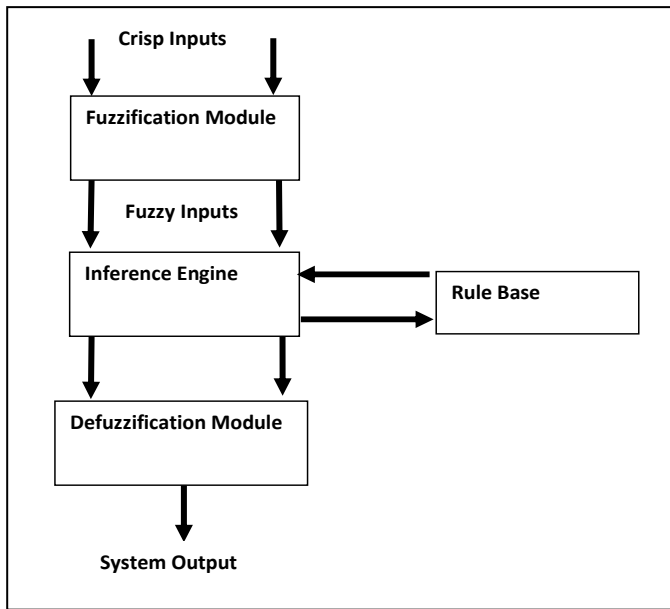 Crisp Inputs
Fuzzification Module
Fuzzy Inputs
Inference Engine
Rule Base
Defuzzification Module
System Output